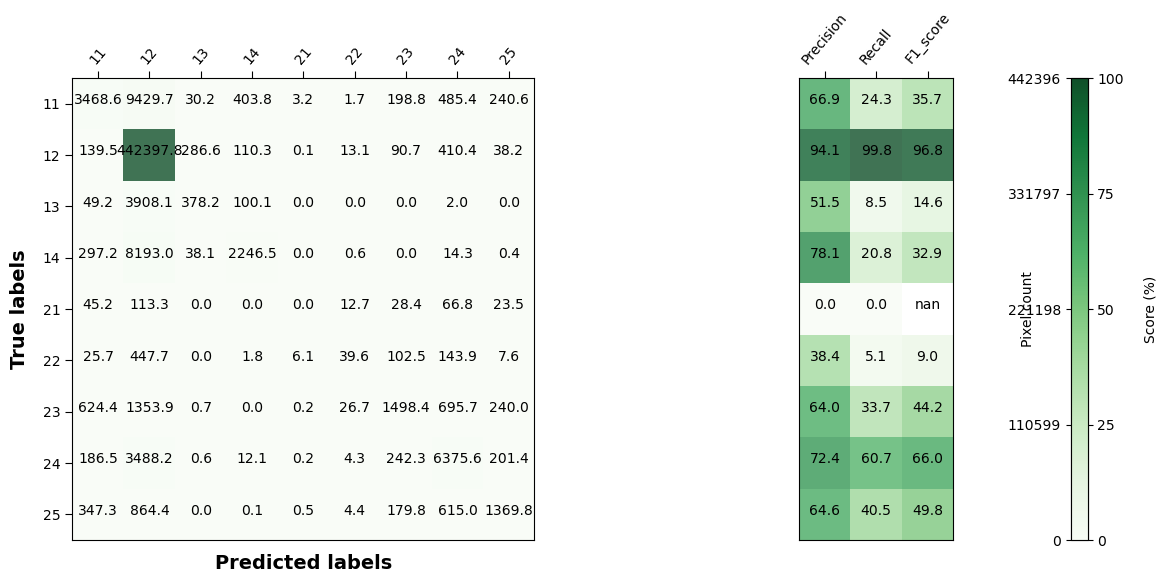 11 12 13 14 21 22 23 24 25 Precision Recall F1_score
442396 100
11 3468.6 9429.7 30.2 403.8 3.2 1.7 198.8 485.4 240.6 66.9 24.3 35.7
12 139.5 442397.8 286.6 110.3 0.1 13.1 90.7 410.4 38.2 94.1 99.8 96.8
331797 75
13 49.2 3908.1 378.2 100.1 0.0 0.0 0.0 2.0 0.0 51.5 8.5 14.6
14 297.2 8193.0 38.1 2246.5 0.0 0.6 0.0 14.3 0.4 78.1 20.8 32.9
True labels
21 45.2 113.3 0.0 0.0 0.0 12.7 28.4 66.8 23.5 0.0 0.0 nan
221198 50
Pixel count
Score (%)
22 25.7 447.7 0.0 1.8 6.1 39.6 102.5 143.9 7.6 38.4 5.1 9.0
23 624.4 1353.9 0.7 0.0 0.2 26.7 1498.4 695.7 240.0 64.0 33.7 44.2
110599 25
24 186.5 3488.2 0.6 12.1 0.2 4.3 242.3 6375.6 201.4 72.4 60.7 66.0
25 347.3 864.4 0.0 0.1 0.5 4.4 179.8 615.0 1369.8 64.6 40.5 49.8
0 0
Predicted labels